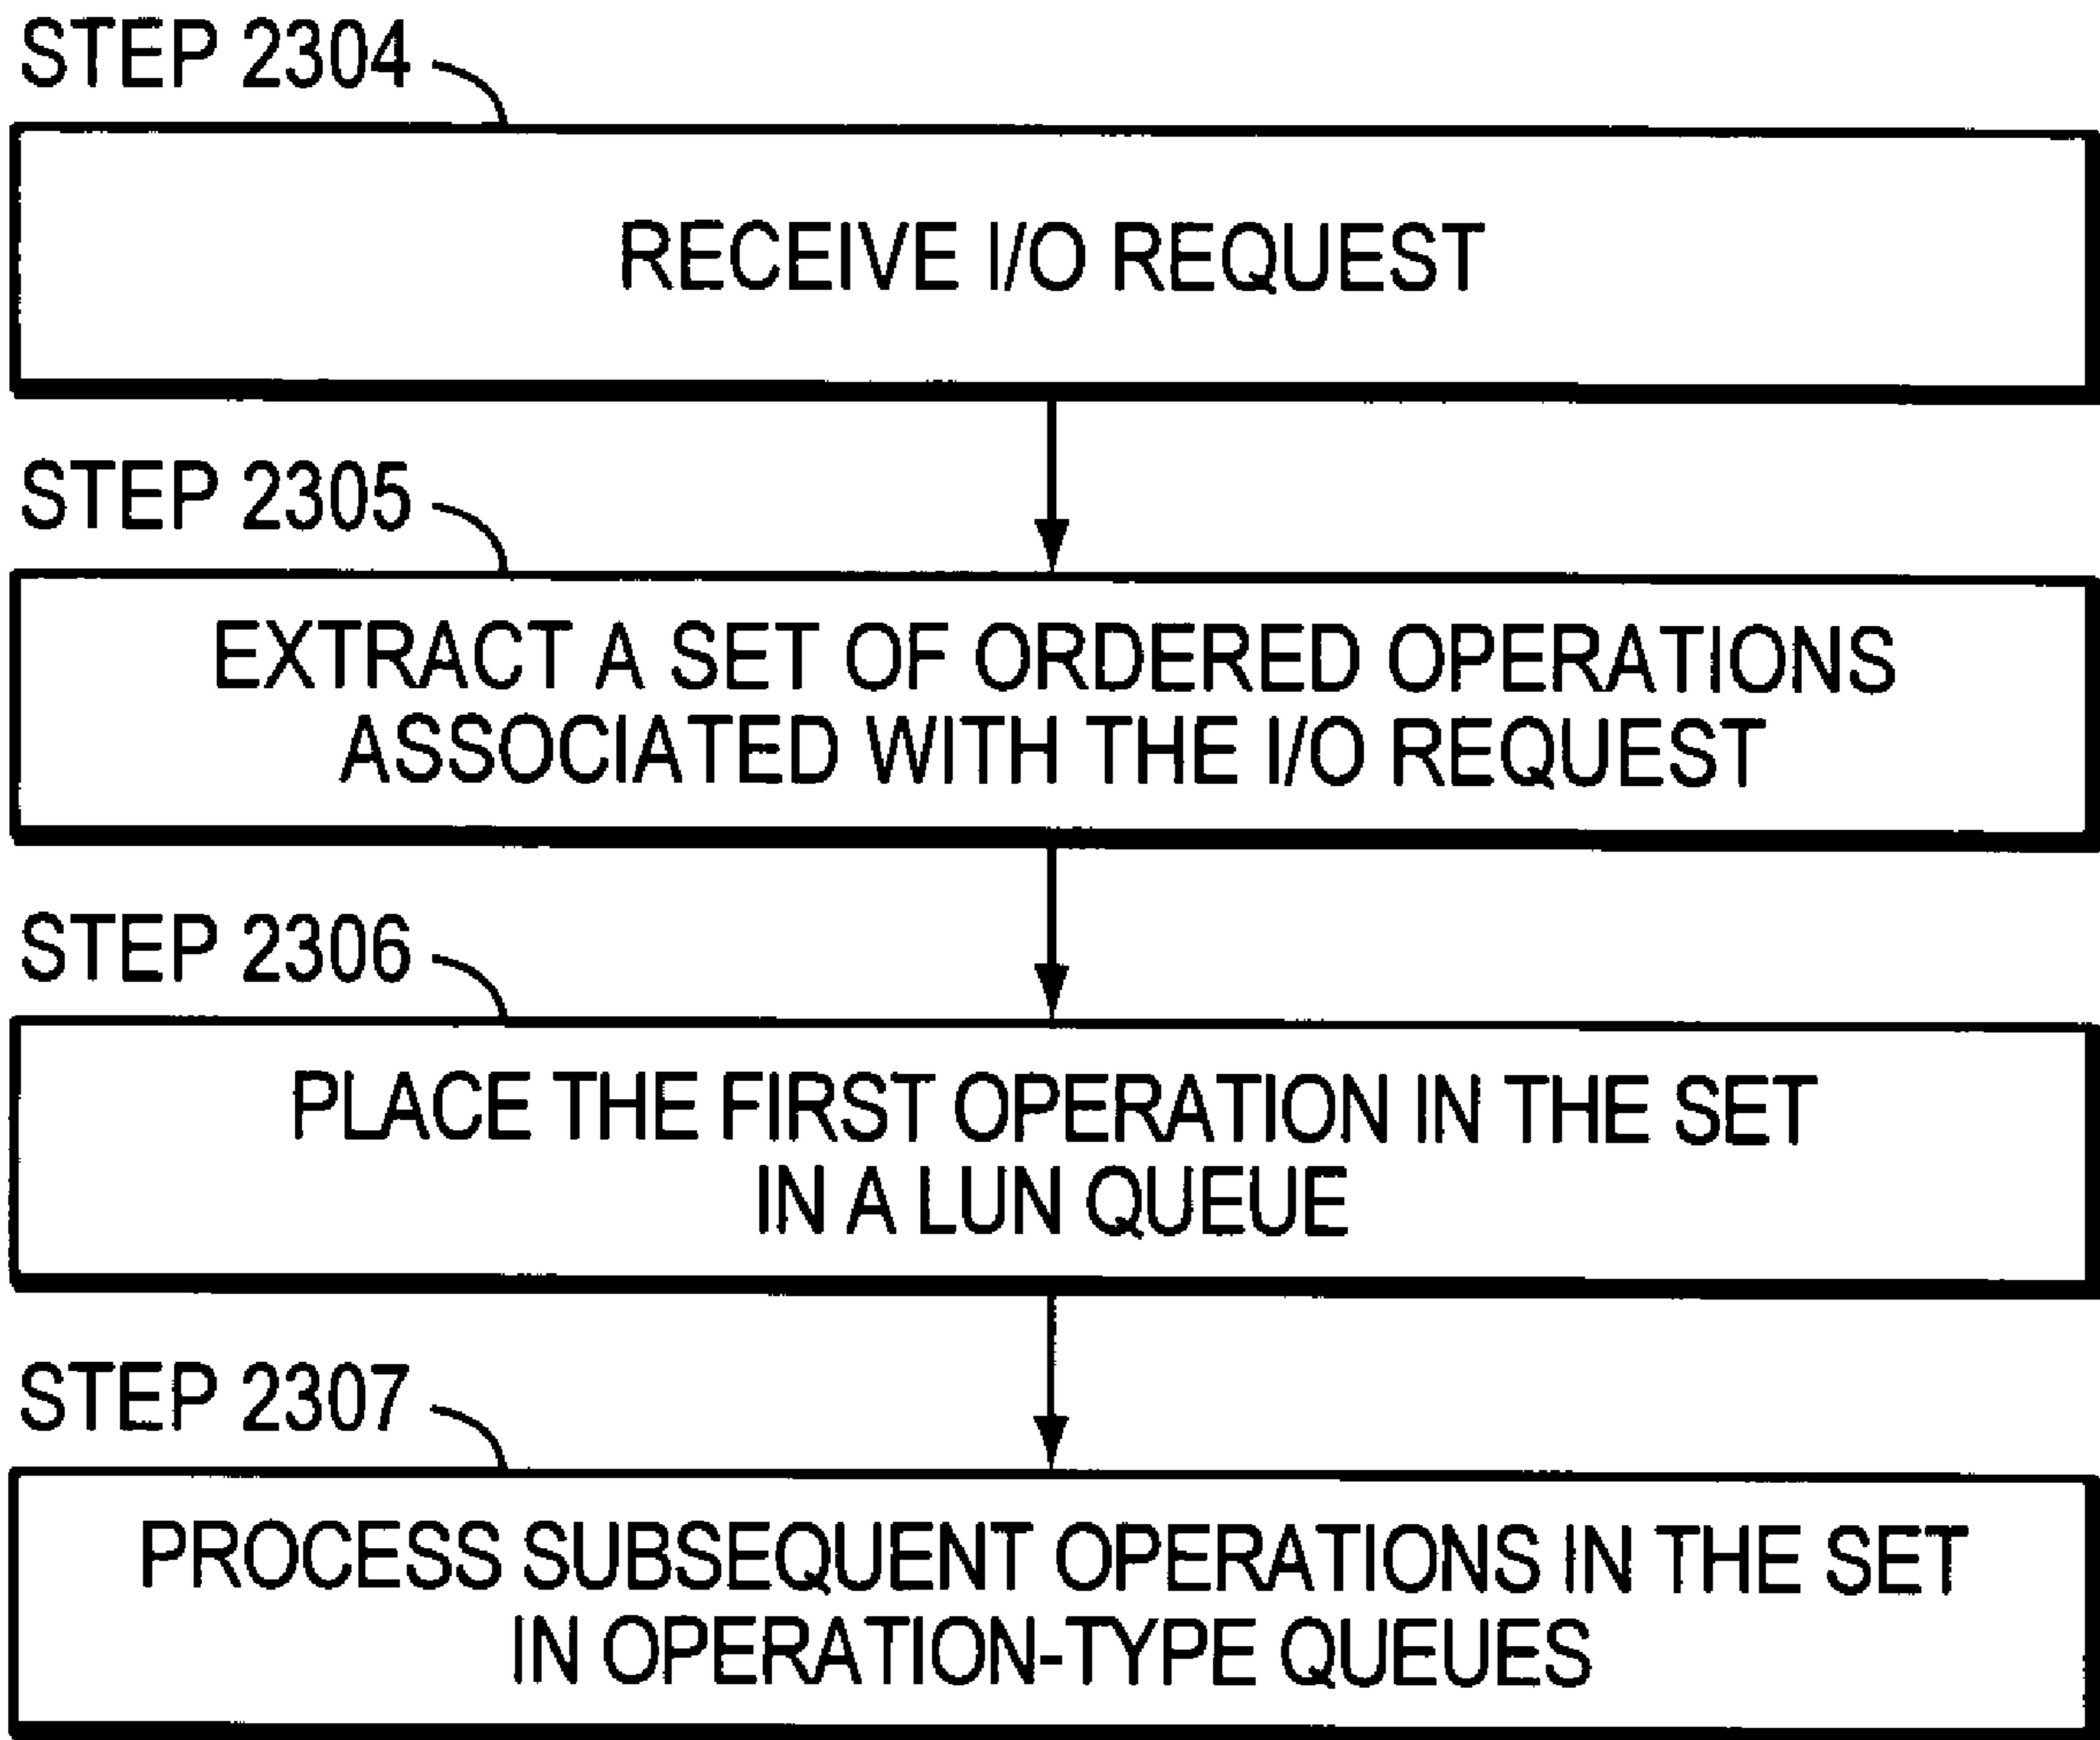 STEP 2304
RECEIVE I/O REQUEST
STEP 2305
EXTRACT A SET OF ORDERED OPERATIONS
ASSOCIATED WITH THE I/O REQUEST
STEP 2306
PLACE THE FIRST OPERATION IN THE SET
IN A LUN QUEUE
STEP 2307
PROCESS SUBSEQUENT OPERATIONS IN THE SET
IN OPERATION-TYPE QUEUES